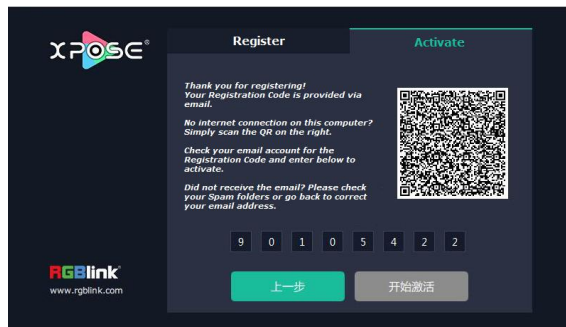 XPOSE®
Register
Activate
Thank you for registering!
Your Registration Code is provided via
email.
No internet connection on this computer?
Simply scan the QR on the right.
Check your email account for the
Registration Code and enter below to
activate.
Did not receive the email? Please check
your Spam folders or go back to correct
your email address.
9 0 1 0 5 4 2 2
RGBlink®
www.rgblink.com
上一步
开始激活